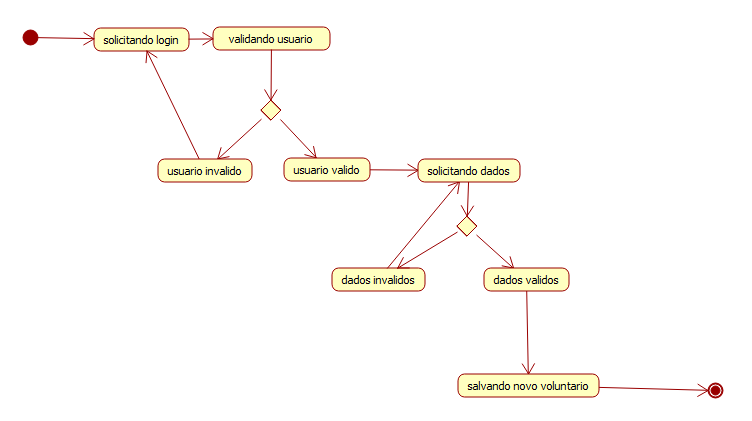 solicitando login
validando usuario
usuario invalido
usuario valido
solicitando dados
dados invalidos
dados validos
salvando novo voluntario